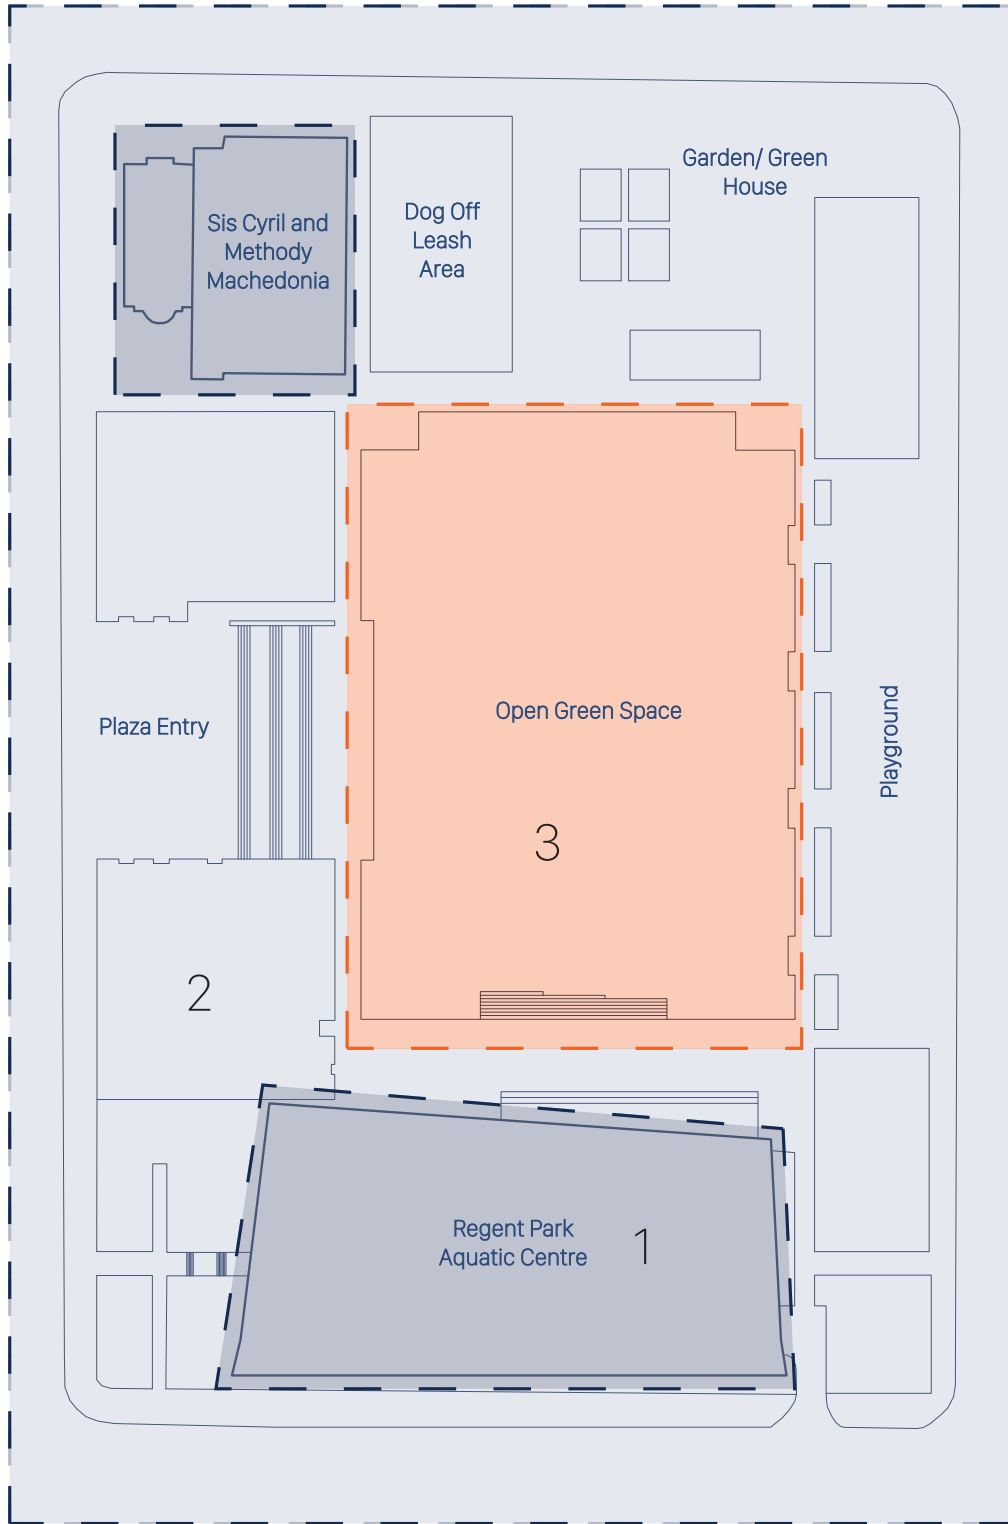 Garden/ Green
House
Dog Off
Leash
Area
Sis Cyril and
Methody
Machedonia
Open Green Space
Plaza Entry
Playground
3
2
Regent Park
Aquatic Centre
1